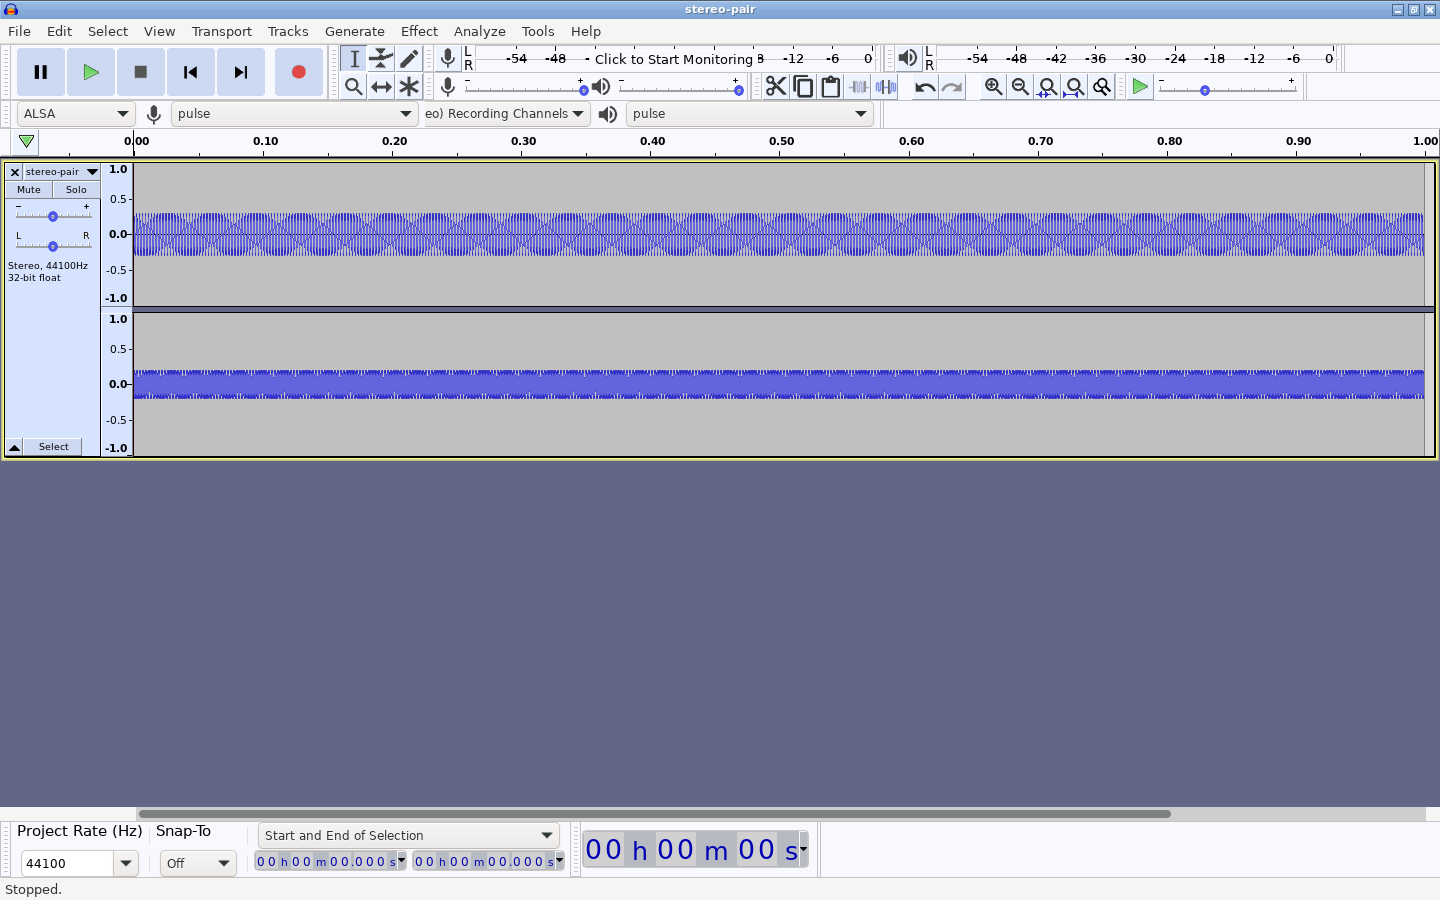 stereo-pair
File Edit Select View Transport Tracks Generate Effect Analyze Tools Help
L R -54 -48 - Click to Start Monitoring -12 -6 0
L R -54 -48 -42 -36 -30 -24 -18 -12 -6 0
- +
- +
- +
ALSA pulse eo) Recording Channels pulse
0.00 0.10 0.20 0.30 0.40 0.50 0.60 0.70 0.80 0.90 1.00
stereo-pair
Mute Solo
- +
L R
Stereo, 44100Hz
32-bit float
Select
1.0
0.5
0.0
-0.5
-1.0
1.0
0.5
0.0
-0.5
-1.0
Project Rate (Hz) Snap-To Start and End of Selection
44100 Off 00 h 00 m 00.000 s 00 h 00 m 00.000 s
00 h 00 m 00 s
Stopped.